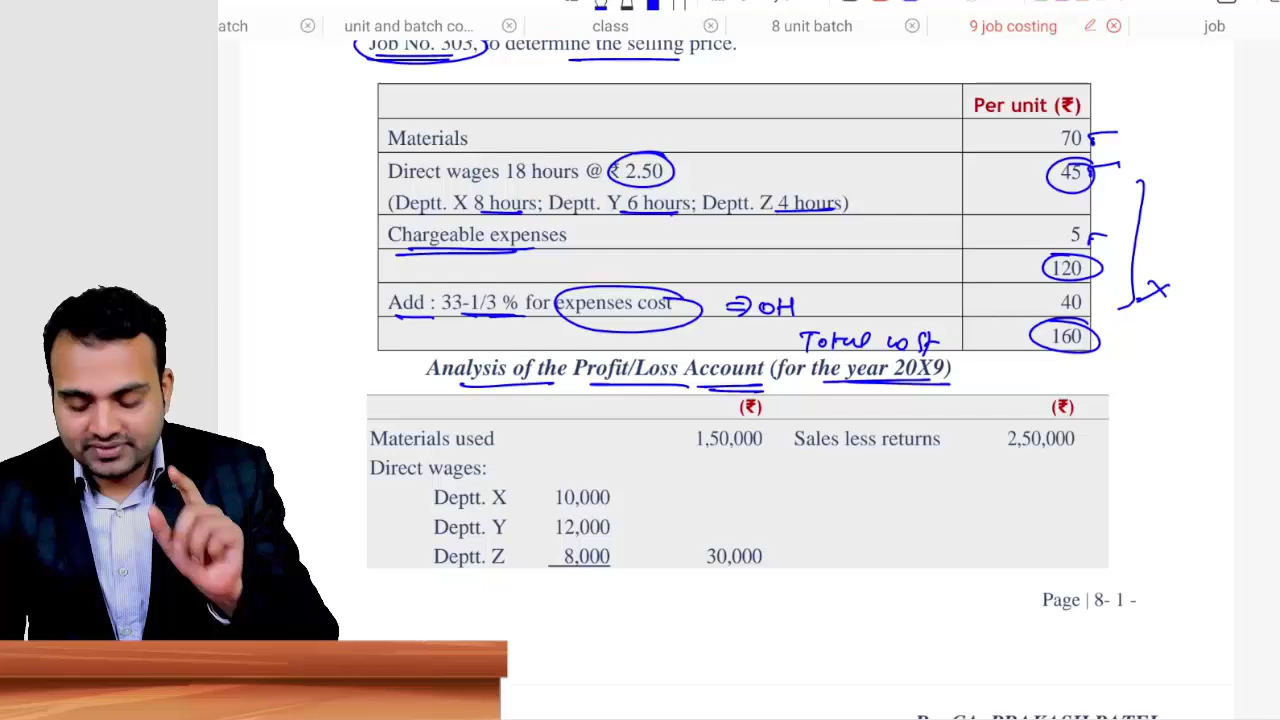 atch unit and batch co... class 8 unit batch 9 job costing job
Job No. 303, to determine the selling price.
Per unit (₹)
Materials 70
Direct wages 18 hours @ ₹ 2.50 45
(Deptt. X 8 hours; Deptt. Y 6 hours; Deptt. Z 4 hours)
Chargeable expenses 5
120
Add : 33-1/3 % for expenses cost ⇒ OH 40
Total cost 160
X
Analysis of the Profit/Loss Account (for the year 20X9)
(₹) (₹)
Materials used 1,50,000 Sales less returns 2,50,000
Direct wages:
Deptt. X 10,000
Deptt. Y 12,000
Deptt. Z 8,000 30,000
Page | 8- 1 -
CA. PRAKASH PATEL